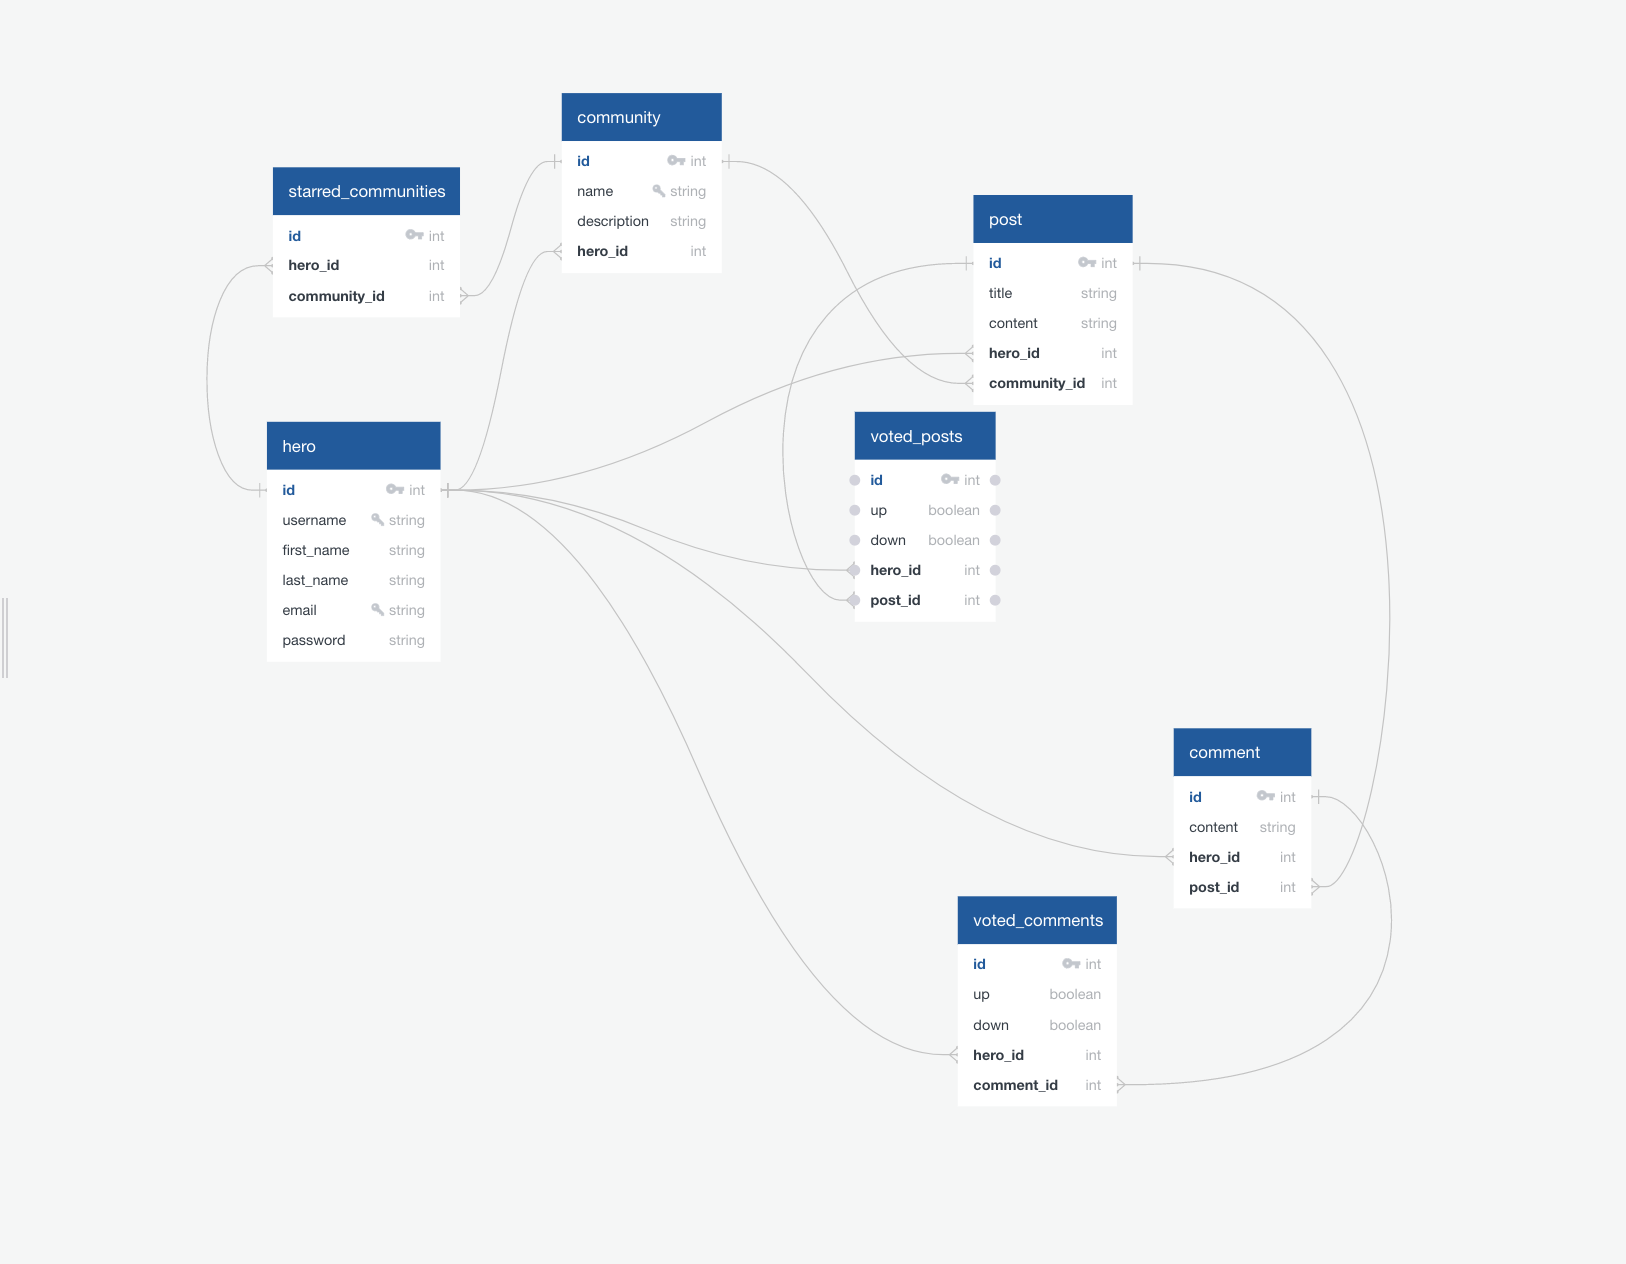 community
id int
name string
description string
hero_id int
starred_communities
id int
hero_id int
community_id int
post
id int
title string
content string
hero_id int
community_id int
hero
id int
username string
first_name string
last_name string
email string
password string
voted_posts
id int
up boolean
down boolean
hero_id int
post_id int
comment
id int
content string
hero_id int
post_id int
voted_comments
id int
up boolean
down boolean
hero_id int
comment_id int